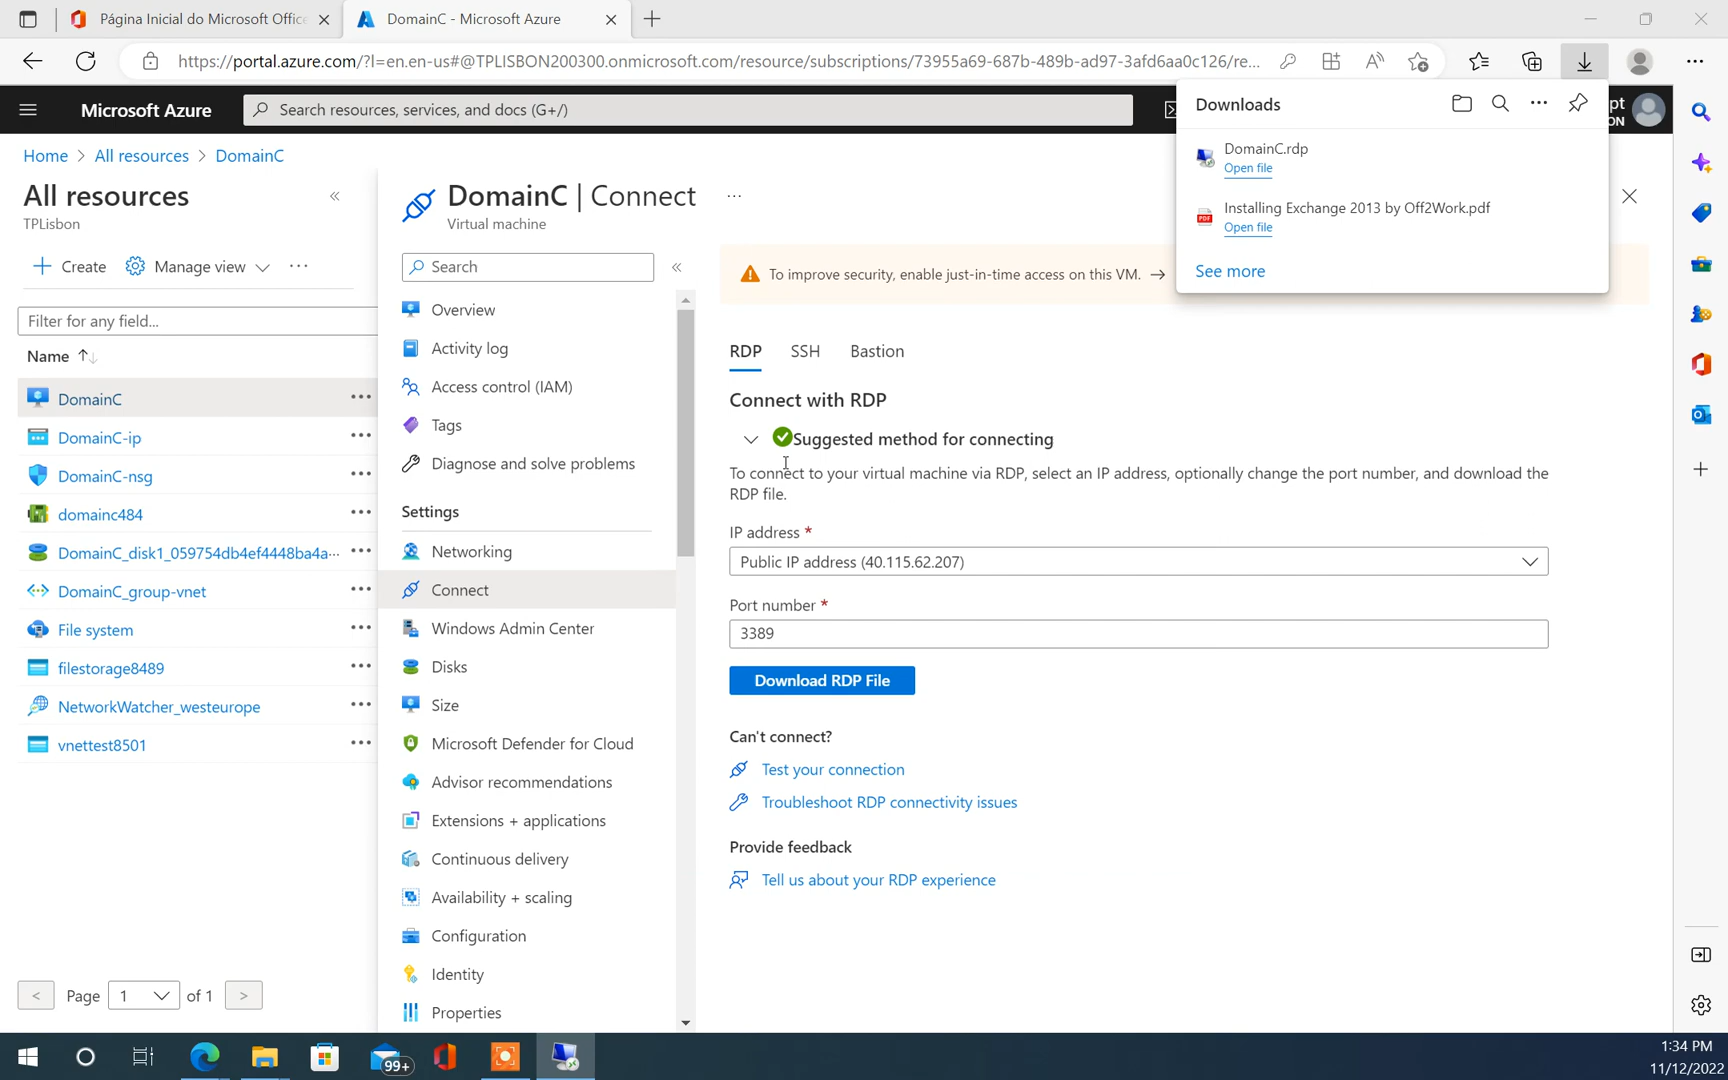 Página Inicial do Microsoft Office
DomainC - Microsoft Azure
https://portal.azure.com/?l=en.en-us#@TPLISBON200300.onmicrosoft.com/resource/subscriptions/73955a69-687b-489b-ad97-3afd6aa0c126/re...
Microsoft Azure
Search resources, services, and docs (G+/)
pt
ON
Downloads
DomainC.rdp
Open file
Installing Exchange 2013 by Off2Work.pdf
Open file
See more
Home > All resources > DomainC
All resources
TPLisbon
Create
Manage view
Filter for any field...
Name
DomainC
DomainC-ip
DomainC-nsg
domainc484
DomainC_disk1_059754db4ef4448ba4a...
DomainC_group-vnet
File system
filestorage8489
NetworkWatcher_westeurope
vnettest8501
< Page 1 of 1 >
DomainC | Connect
Virtual machine
Search
Overview
Activity log
Access control (IAM)
Tags
Diagnose and solve problems
Settings
Networking
Connect
Windows Admin Center
Disks
Size
Microsoft Defender for Cloud
Advisor recommendations
Extensions + applications
Continuous delivery
Availability + scaling
Configuration
Identity
Properties
To improve security, enable just-in-time access on this VM. →
RDP SSH Bastion
Connect with RDP
Suggested method for connecting
To connect to your virtual machine via RDP, select an IP address, optionally change the port number, and download the
RDP file.
IP address *
Public IP address (40.115.62.207)
Port number *
3389
Download RDP File
Can't connect?
Test your connection
Troubleshoot RDP connectivity issues
Provide feedback
Tell us about your RDP experience
99+
1:34 PM
11/12/2022